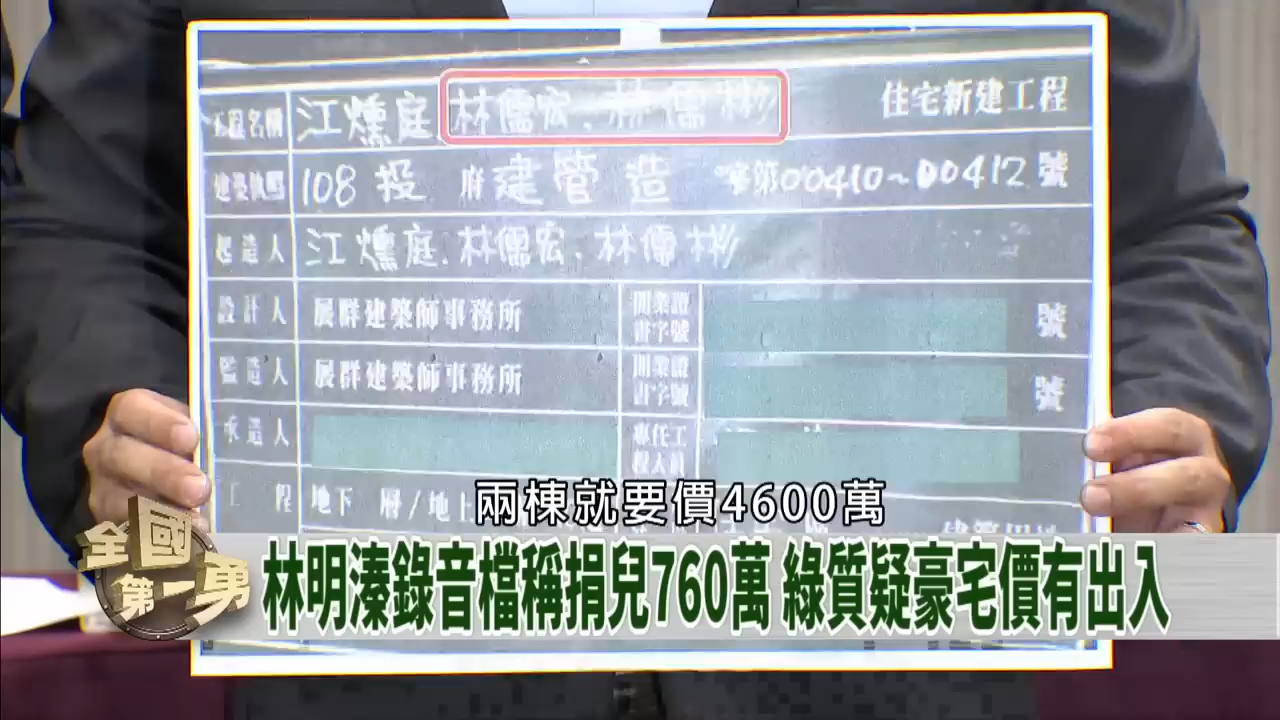 工程名稱 江燻庭.林儒宏.林儒彬 住宅新建工程
建築執照 108 投 府 建管 造 字第00410~00412 號
起造人 江燻庭.林儒宏.林儒彬
設計人 展群建築師事務所 開業證書字號 號
監造人 展群建築師事務所 開業證書字號 號
承造人 專任工程人員
工程 地下 層/地上
兩棟就要價4600萬
全國第一勇
林明溱錄音檔稱捐兒760萬 綠質疑豪宅價有出入